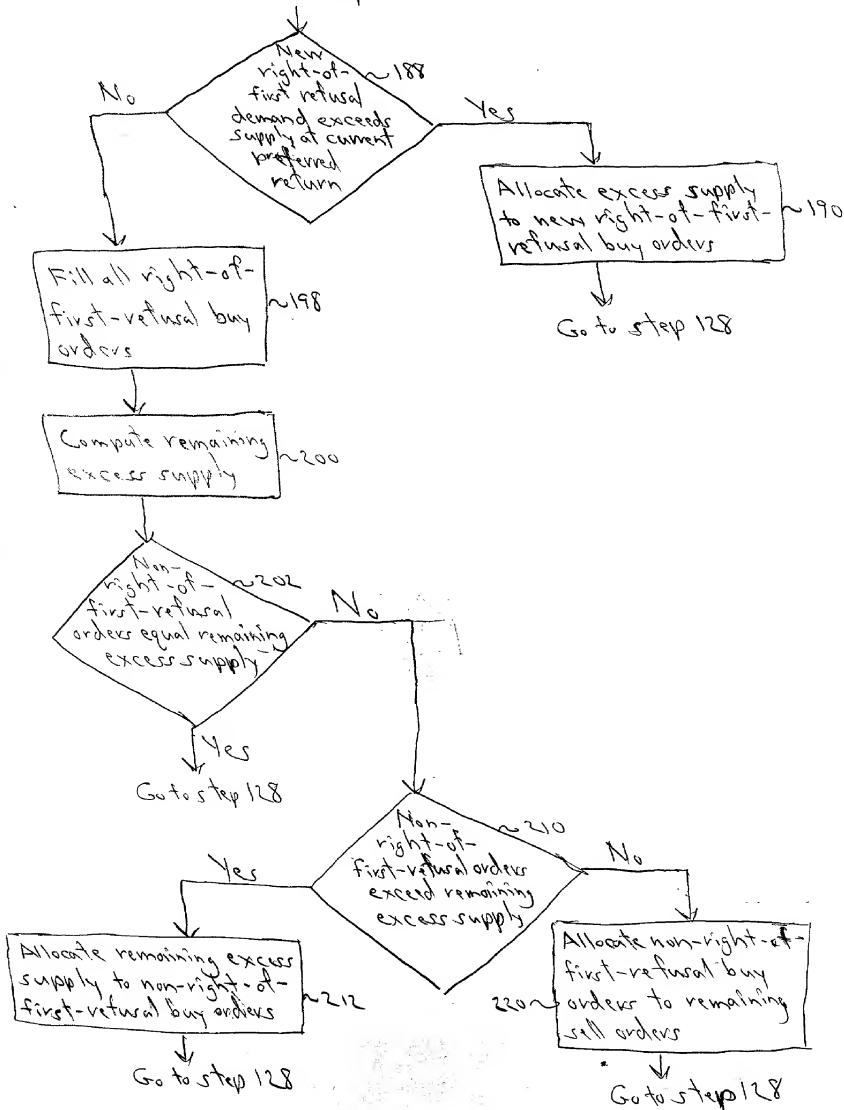 New
right-of-
first refusal
demand exceeds
supply at current
preferred
return
~188
No
Yes
Allocate excess supply
to new right-of-first-
refusal buy orders
~190
Go to step 128
Fill all right-of-
first-refusal buy
orders
~198
Compute remaining
excess supply
~200
Non-
right-of-
first-refusal
orders equal remaining
excess supply
~202
No
Yes
Go to step 128
Non-
right-of-
first-refusal orders
exceed remaining
excess supply
~210
Yes
No
Allocate remaining excess
supply to non-right-of-
first-refusal buy orders
~212
Go to step 128
Allocate non-right-of-
first-refusal buy
orders to remaining
sell orders
220~
Go to step 128